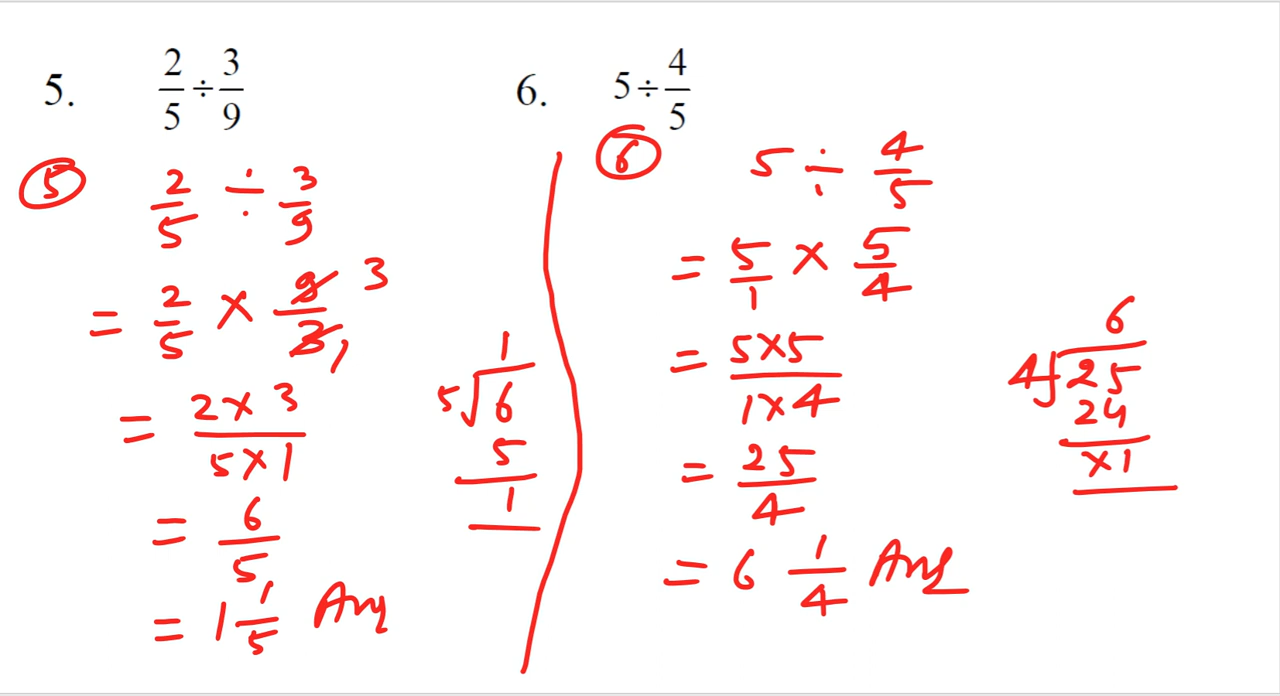 5. 2/5 ÷ 3/9
6. 5 ÷ 4/5
5
2/5 ÷ 3/9
= 2/5 × 9/3 3 1
= 2 × 3 / 5 × 1
= 6/5
= 1 1/5 Ans
1
5√6
5
1
6
5 ÷ 4/5
= 5/1 × 5/4
= 5×5 / 1×4
= 25/4
= 6 1/4 Ans
6
4√25
24
×1